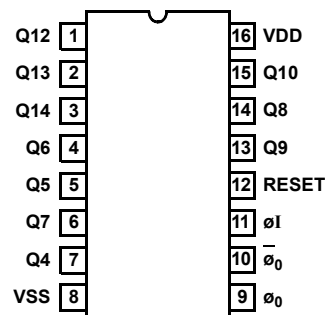 Q12 1 16 VDD
Q13 2 15 Q10
Q14 3 14 Q8
Q6 4 13 Q9
Q5 5 12 RESET
Q7 6 11 øI
Q4 7 10 ø̅0
VSS 8 9 ø0